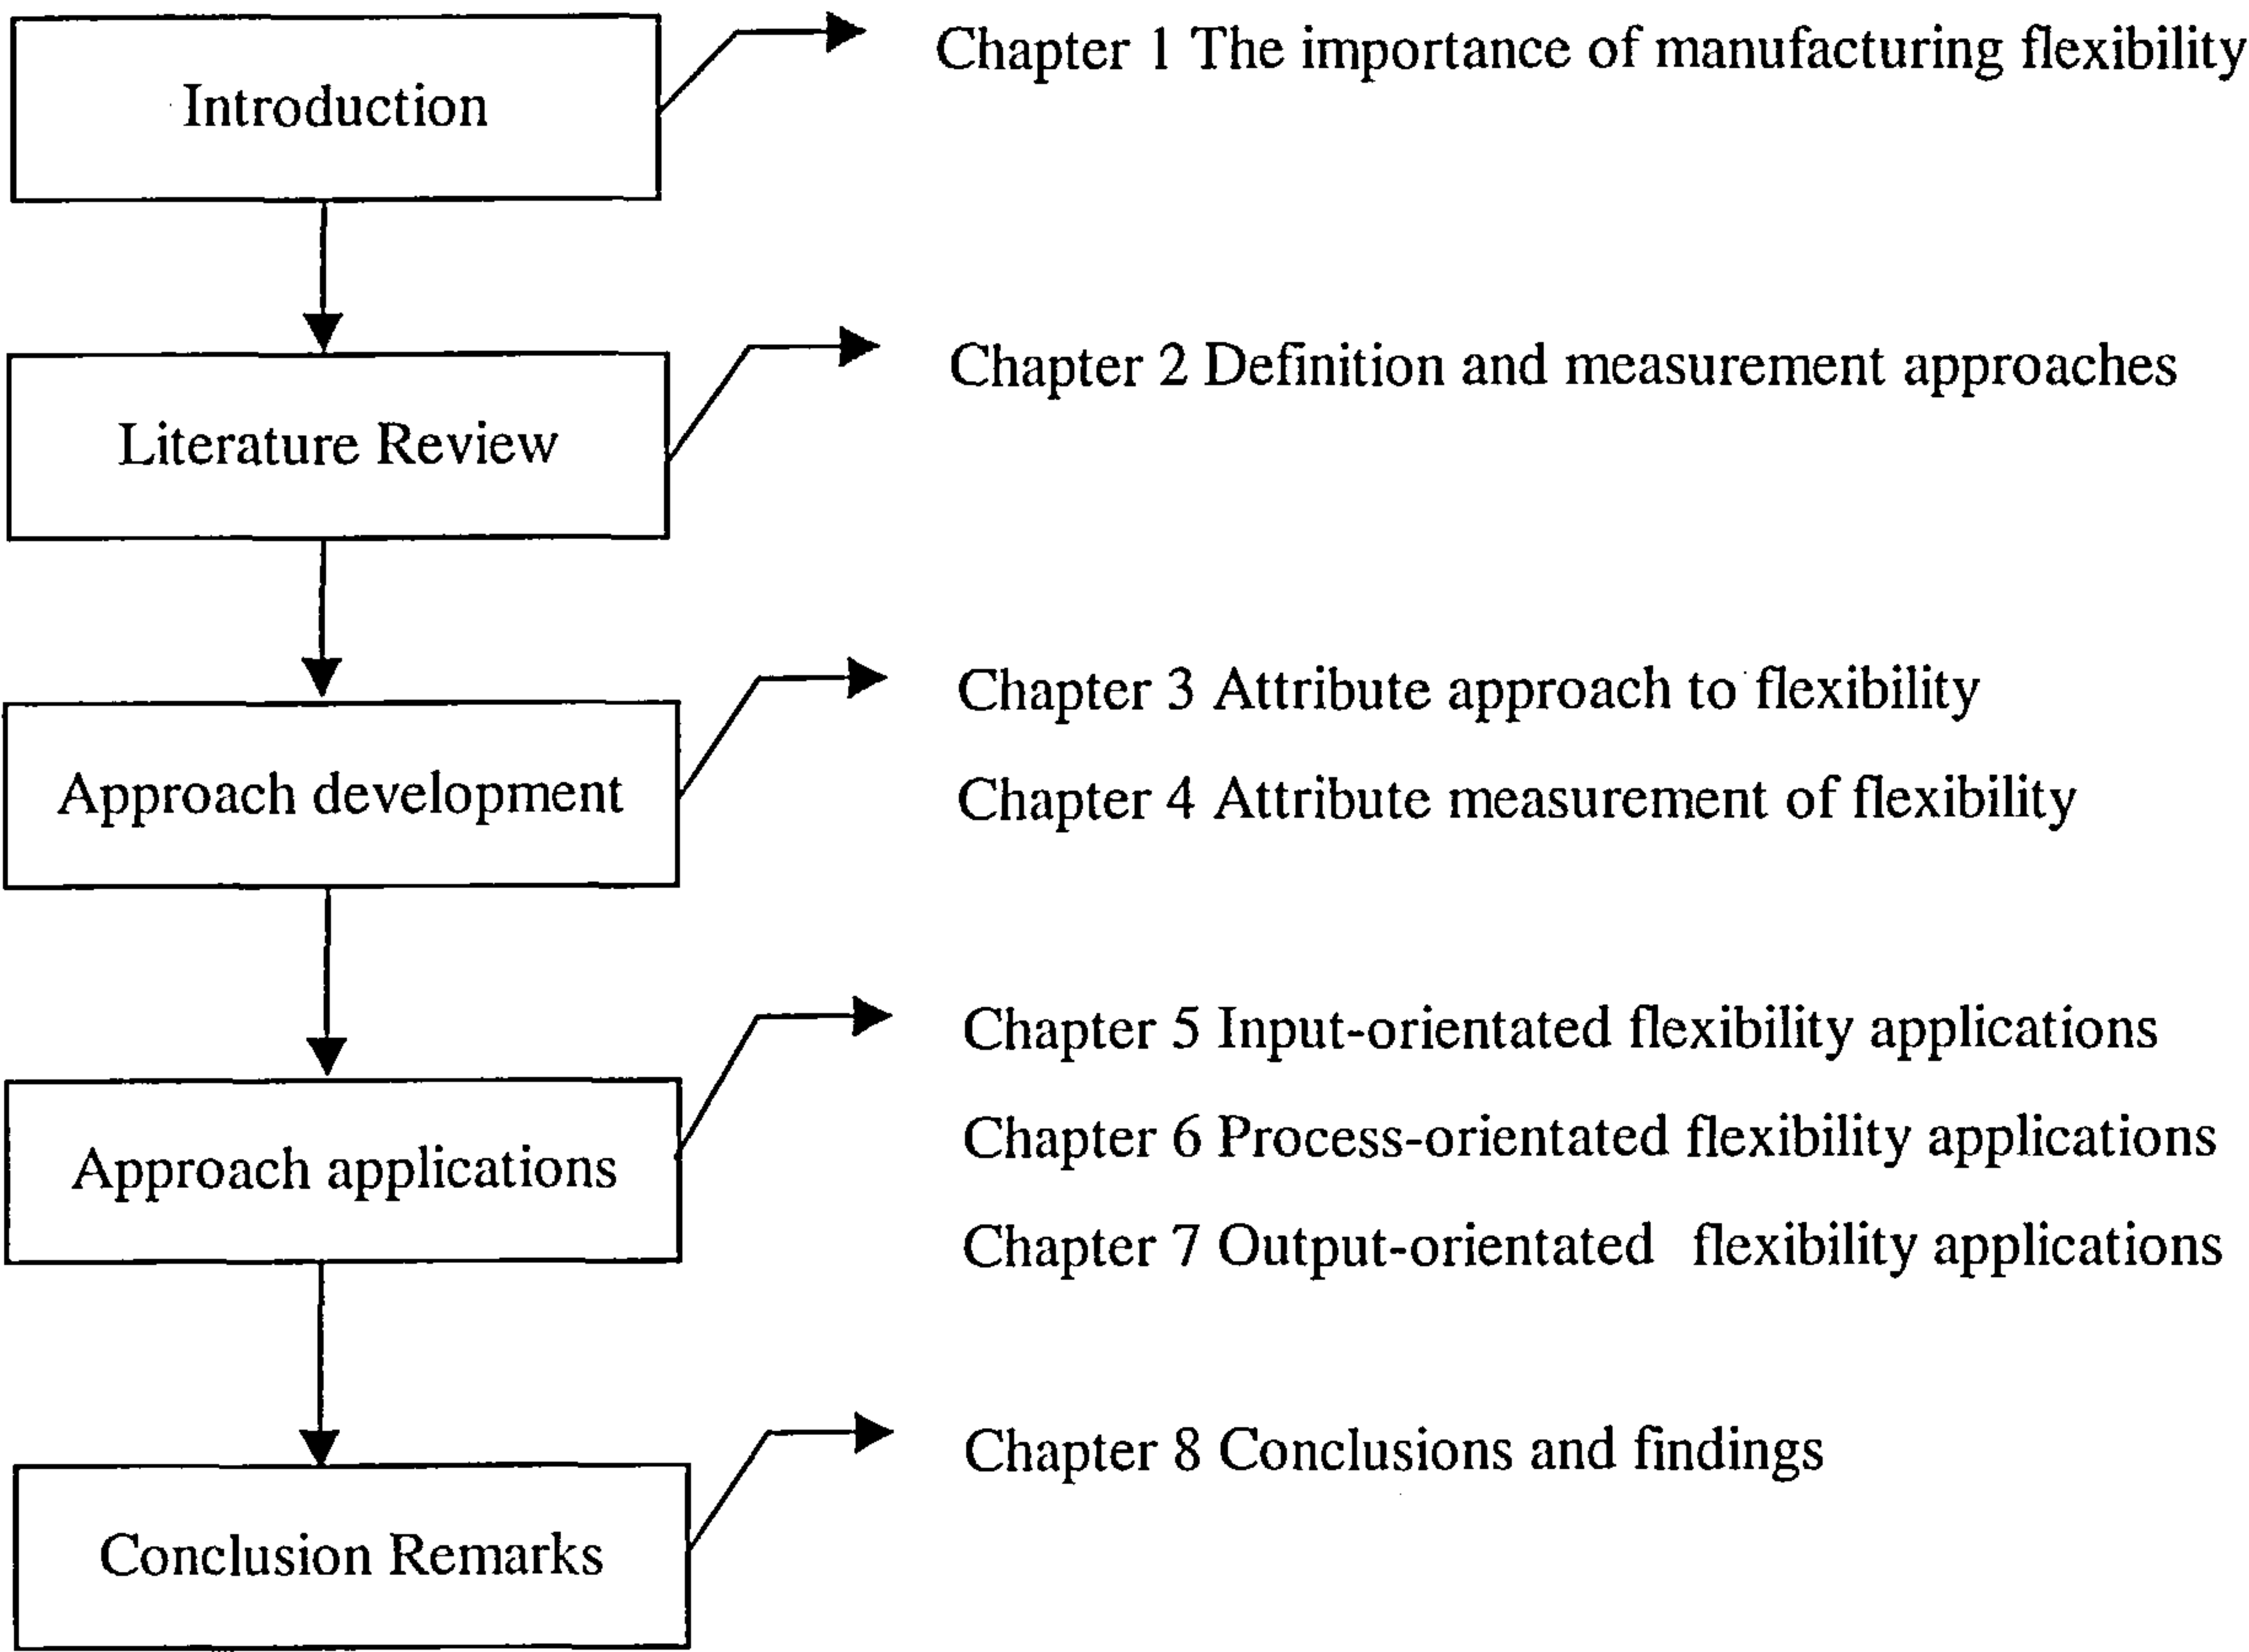 Introduction
Chapter 1 The importance of manufacturing flexibility
Literature Review
Chapter 2 Definition and measurement approaches
Approach development
Chapter 3 Attribute approach to flexibility
Chapter 4 Attribute measurement of flexibility
Approach applications
Chapter 5 Input-orientated flexibility applications
Chapter 6 Process-orientated flexibility applications
Chapter 7 Output-orientated flexibility applications
Conclusion Remarks
Chapter 8 Conclusions and findings